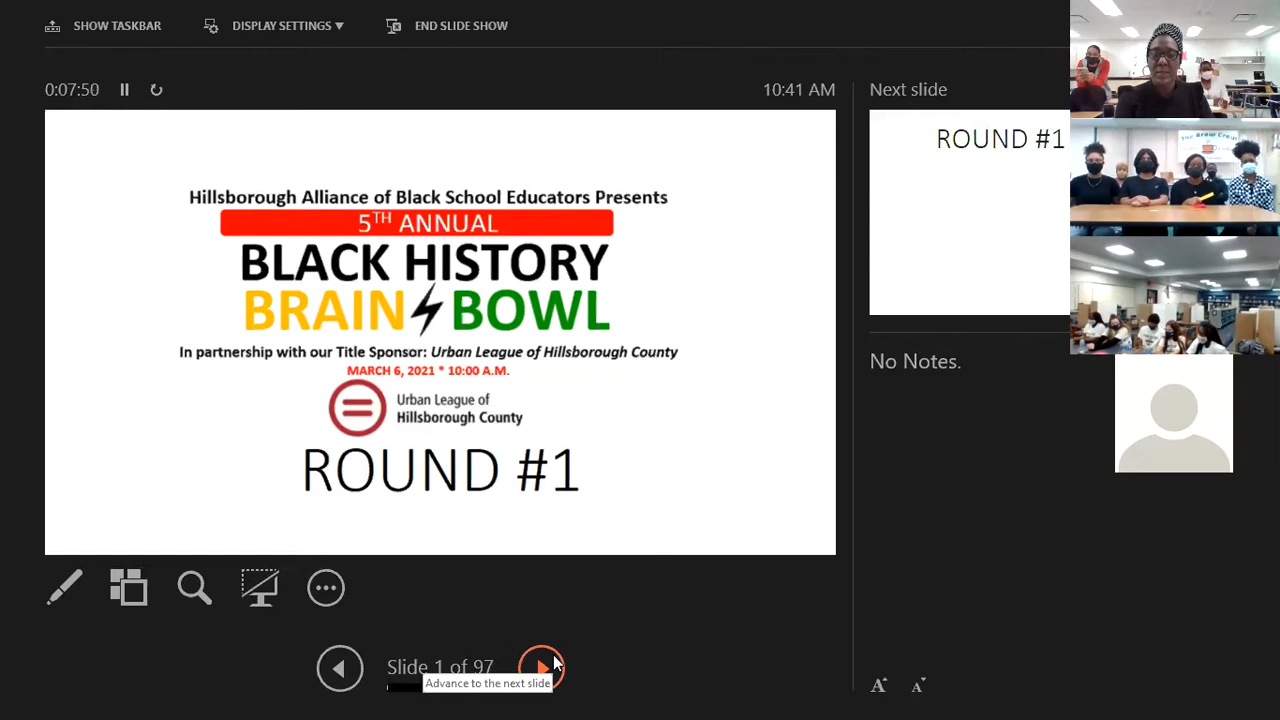 SHOW TASKBAR
DISPLAY SETTINGS
END SLIDE SHOW
0:07:50
10:41 AM
Next slide
Hillsborough Alliance of Black School Educators Presents
5TH ANNUAL
BLACK HISTORY
BRAIN BOWL
In partnership with our Title Sponsor: Urban League of Hillsborough County
MARCH 6, 2021 * 10:00 A.M.
Urban League of
Hillsborough County
ROUND #1
ROUND #1
No Notes.
the Brew Crew
Slide 1 of 97
Advance to the next slide
A A